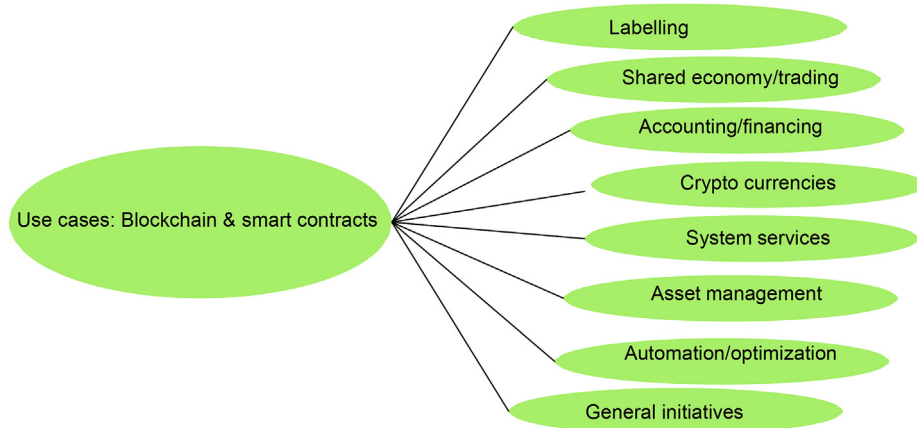 Labelling
Shared economy/trading
Accounting/financing
Crypto currencies
Use cases: Blockchain & smart contracts
System services
Asset management
Automation/optimization
General initiatives